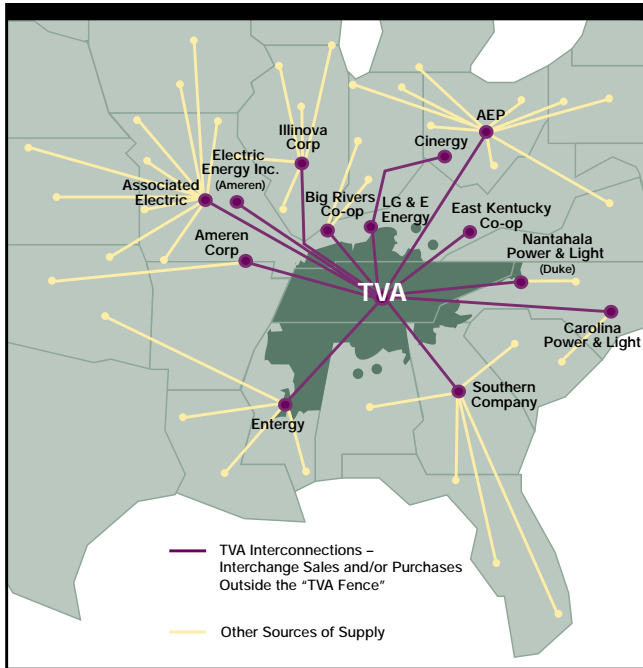 AEP
Illinova
Corp
Cinergy
Electric
Energy Inc.
(Ameren)
Associated
Electric
Big Rivers
Co-op
LG & E
Energy
East Kentucky
Co-op
Ameren
Corp
Nantahala
Power & Light
(Duke)
TVA
Carolina
Power & Light
Southern
Company
Entergy
TVA Interconnections –
Interchange Sales and/or Purchases
Outside the “TVA Fence”
Other Sources of Supply